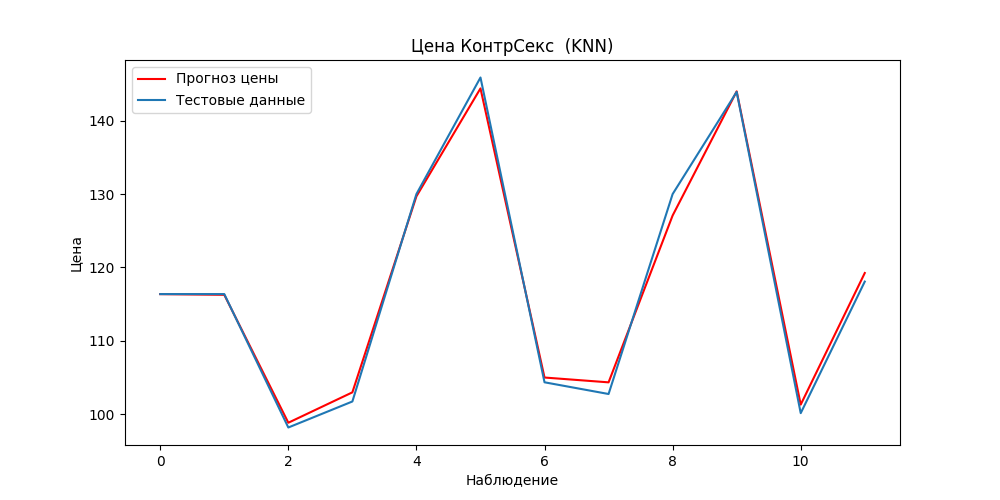 Цена КонтрСекс  (KNN)
Прогноз цены
Тестовые данные
Цена
140
130
120
110
100
0 2 4 6 8 10
Наблюдение